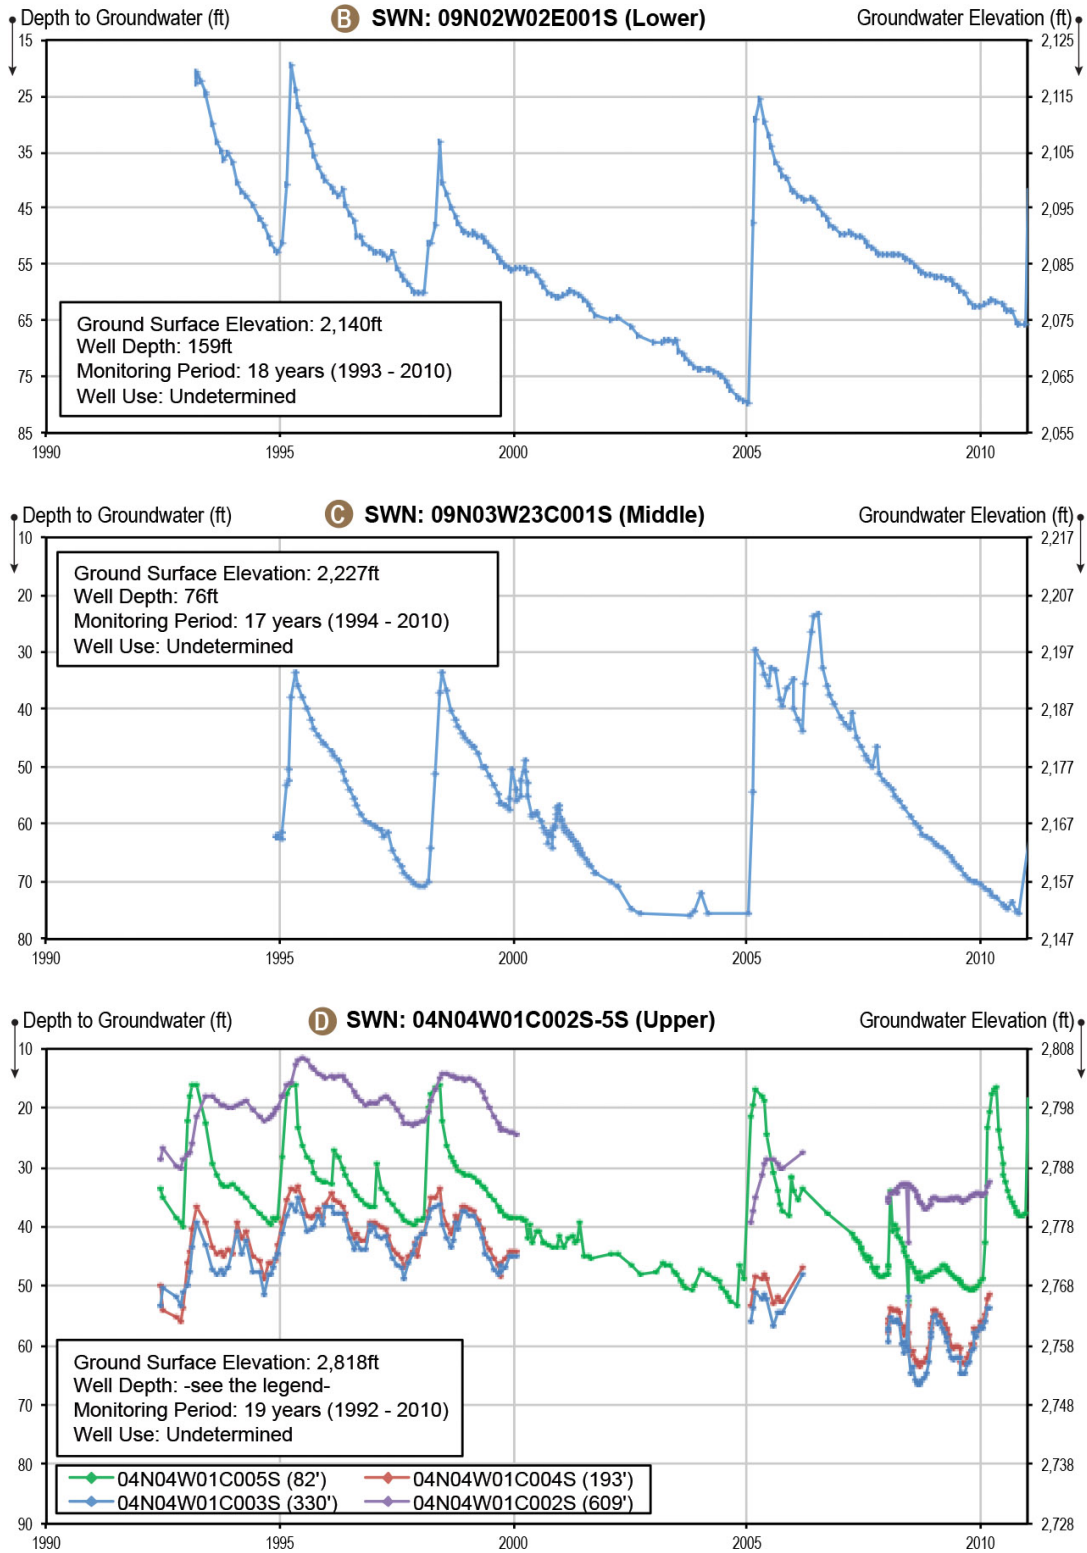 Depth to Groundwater (ft) B SWN: 09N02W02E001S (Lower) Groundwater Elevation (ft)
15 2,125
25 2,115
35 2,105
45 2,095
55 2,085
65 2,075
75 2,065
85 2,055
Ground Surface Elevation: 2,140ft
Well Depth: 159ft
Monitoring Period: 18 years (1993 - 2010)
Well Use: Undetermined
1990 1995 2000 2005 2010
Depth to Groundwater (ft) C SWN: 09N03W23C001S (Middle) Groundwater Elevation (ft)
10 2,217
20 2,207
30 2,197
40 2,187
50 2,177
60 2,167
70 2,157
80 2,147
Ground Surface Elevation: 2,227ft
Well Depth: 76ft
Monitoring Period: 17 years (1994 - 2010)
Well Use: Undetermined
1990 1995 2000 2005 2010
Depth to Groundwater (ft) D SWN: 04N04W01C002S-5S (Upper) Groundwater Elevation (ft)
10 2,808
20 2,798
30 2,788
40 2,778
50 2,768
60 2,758
70 2,748
80 2,738
90 2,728
Ground Surface Elevation: 2,818ft
Well Depth: -see the legend-
Monitoring Period: 19 years (1992 - 2010)
Well Use: Undetermined
04N04W01C005S (82') 04N04W01C004S (193')
04N04W01C003S (330') 04N04W01C002S (609')
1990 1995 2000 2005 2010